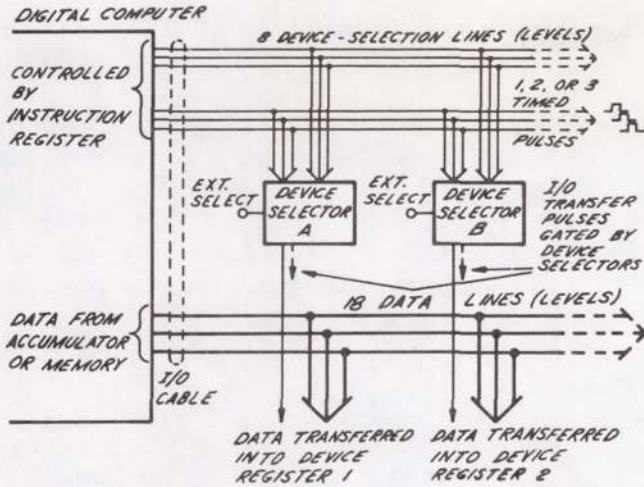 DIGITAL COMPUTER
8 DEVICE-SELECTION LINES (LEVELS)
CONTROLLED
BY
INSTRUCTION
REGISTER
1, 2, OR 3
TIMED
PULSES
EXT.
SELECT
DEVICE
SELECTOR
A
EXT.
SELECT
DEVICE
SELECTOR
B
I/O
TRANSFER
PULSES
GATED BY
DEVICE
SELECTORS
18 DATA LINES (LEVELS)
DATA FROM
ACCUMULATOR
OR MEMORY
I/O
CABLE
DATA TRANSFERRED
INTO DEVICE
REGISTER 1
DATA TRANSFERRED
INTO DEVICE
REGISTER 2